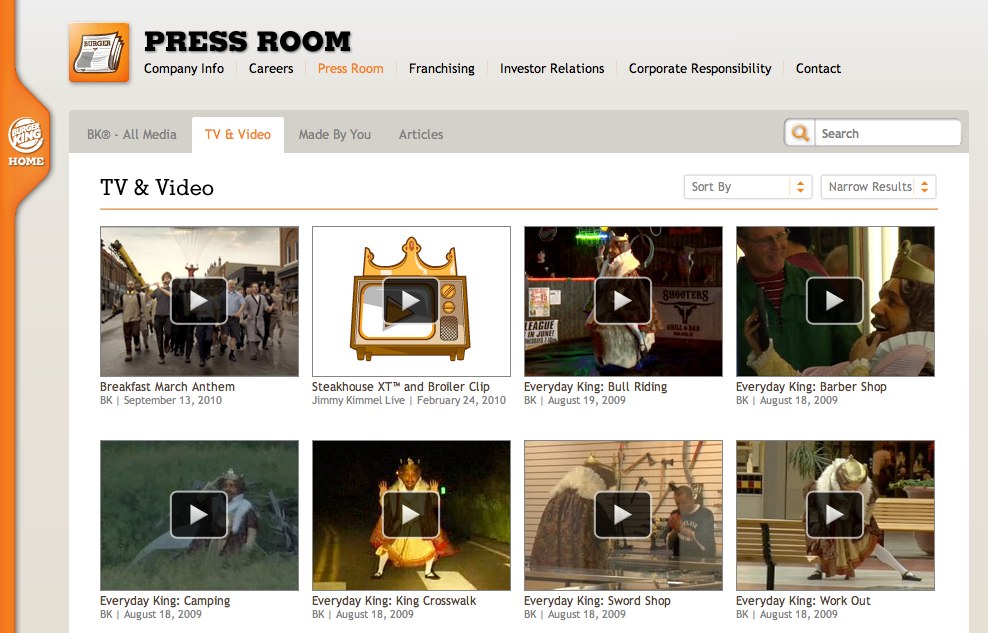 BURGER
PRESS ROOM
Company Info
Careers
Press Room
Franchising
Investor Relations
Corporate Responsibility
Contact
BURGER
KING
HOME
BK® - All Media
TV & Video
Made By You
Articles
Search
TV & Video
Sort By
Narrow Results
SHOOTERS
GRILL & BAR
LEAGUE
IN JUNE!
Breakfast March Anthem
BK | September 13, 2010
Steakhouse XT™ and Broiler Clip
Jimmy Kimmel Live | February 24, 2010
Everyday King: Bull Riding
BK | August 19, 2009
Everyday King: Barber Shop
BK | August 18, 2009
Everyday King: Camping
BK | August 18, 2009
Everyday King: King Crosswalk
BK | August 18, 2009
Everyday King: Sword Shop
BK | August 18, 2009
Everyday King: Work Out
BK | August 18, 2009